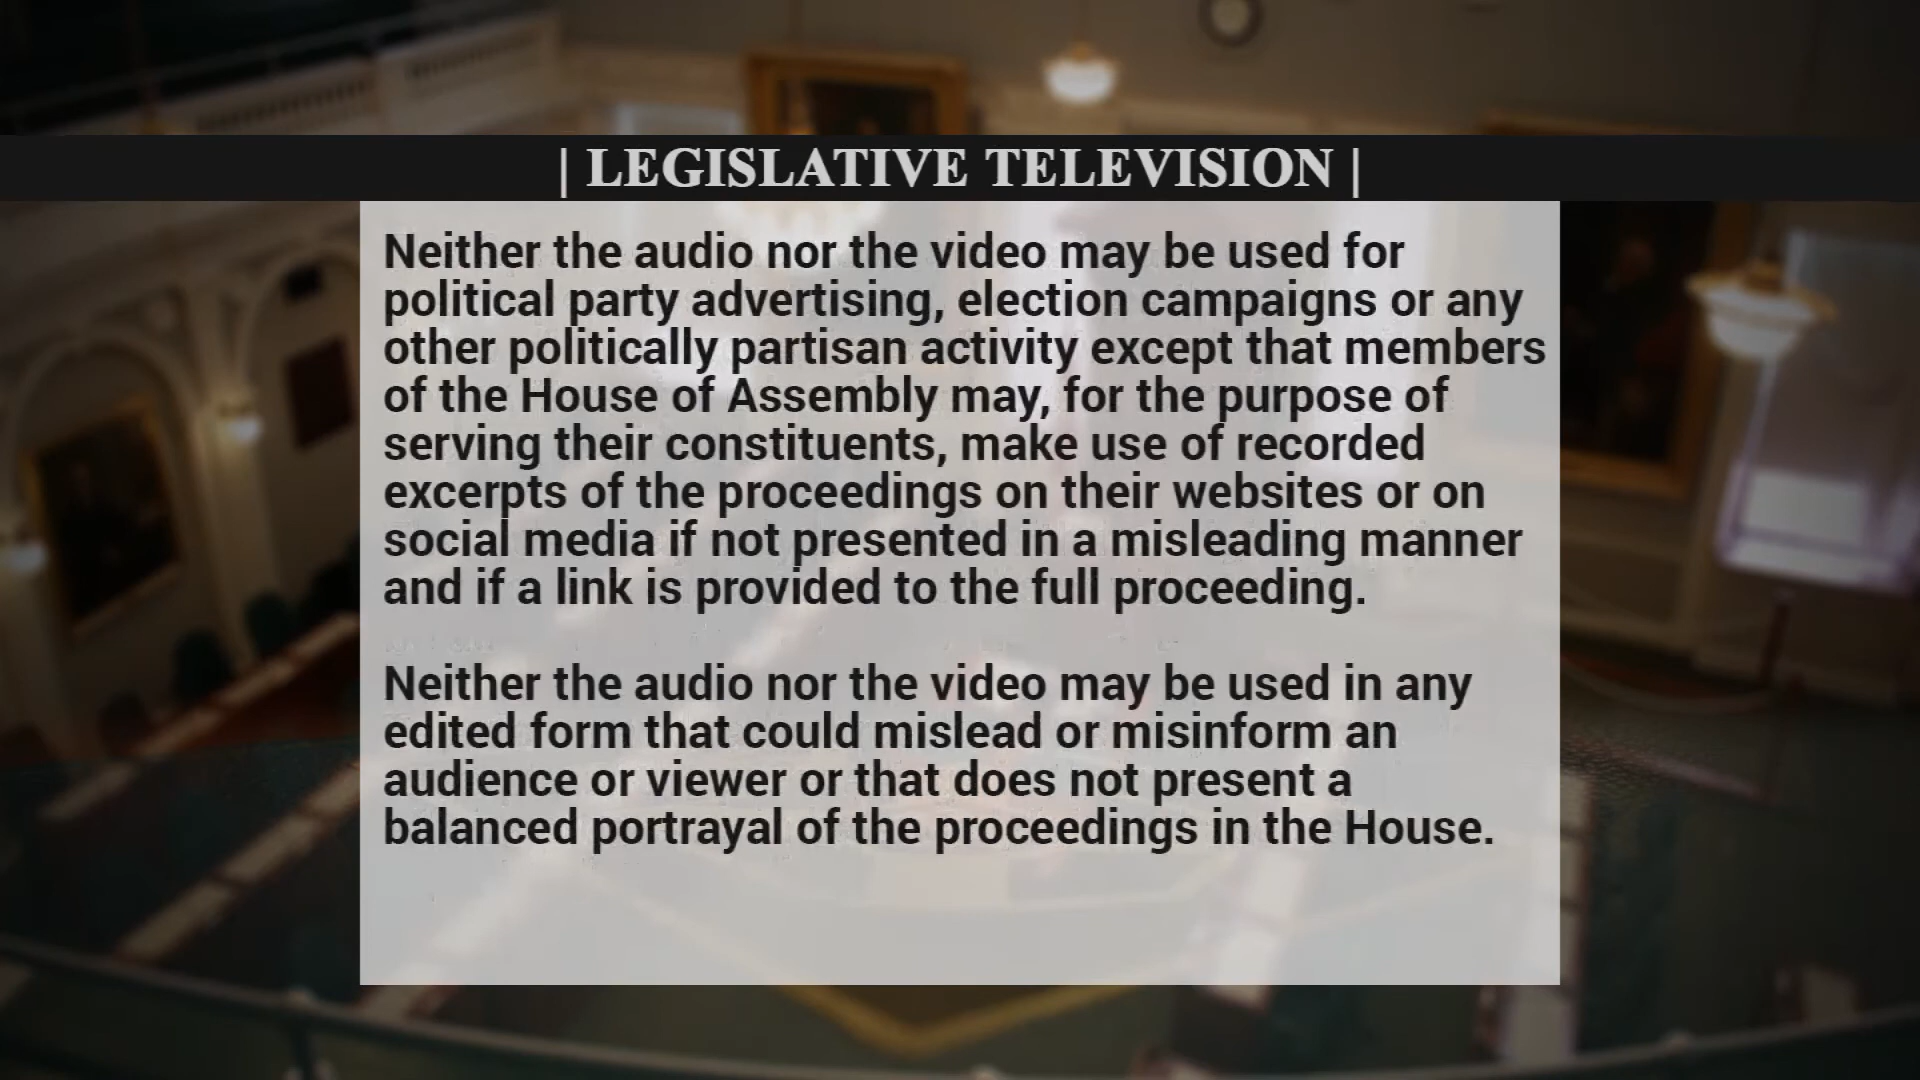 | LEGISLATIVE TELEVISION |
Neither the audio nor the video may be used for
political party advertising, election campaigns or any
other politically partisan activity except that members
of the House of Assembly may, for the purpose of
serving their constituents, make use of recorded
excerpts of the proceedings on their websites or on
social media if not presented in a misleading manner
and if a link is provided to the full proceeding.
Neither the audio nor the video may be used in any
edited form that could mislead or misinform an
audience or viewer or that does not present a
balanced portrayal of the proceedings in the House.